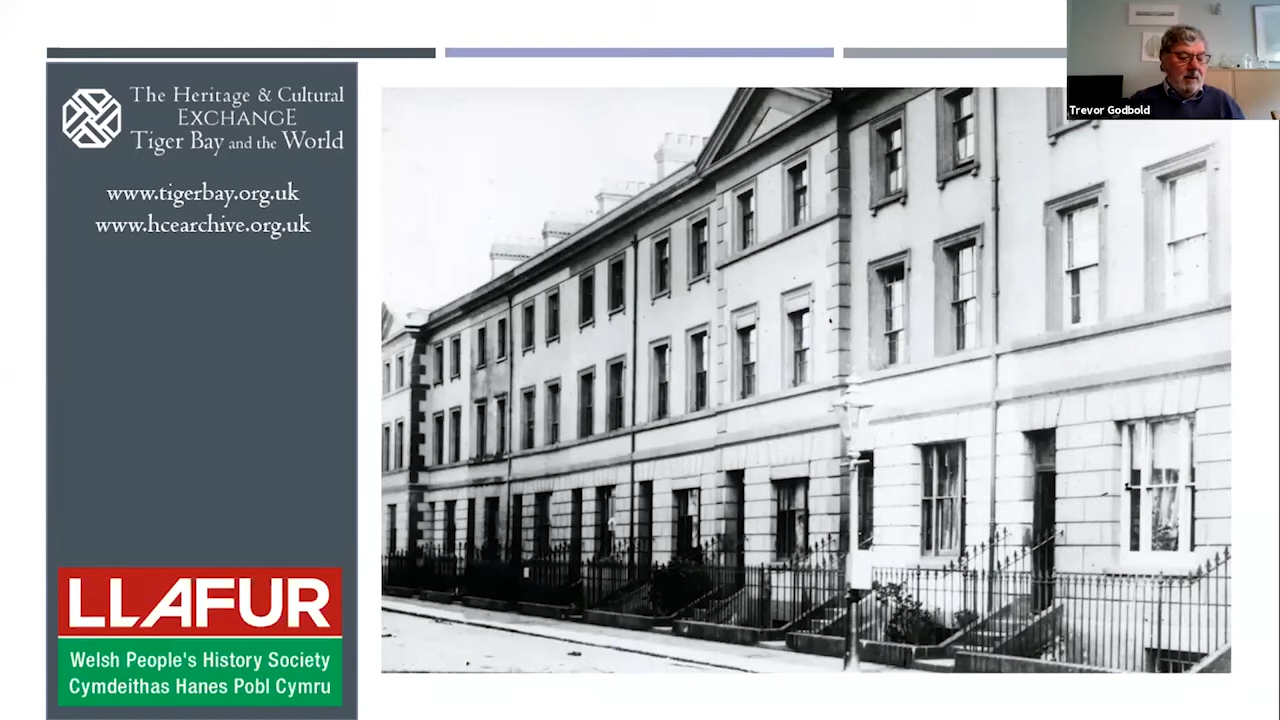 The Heritage & Cultural
EXCHANGE
Tiger Bay and the World
www.tigerbay.org.uk
www.hcearchive.org.uk
LLAFUR
Welsh People's History Society
Cymdeithas Hanes Pobl Cymru
Trevor Godbold